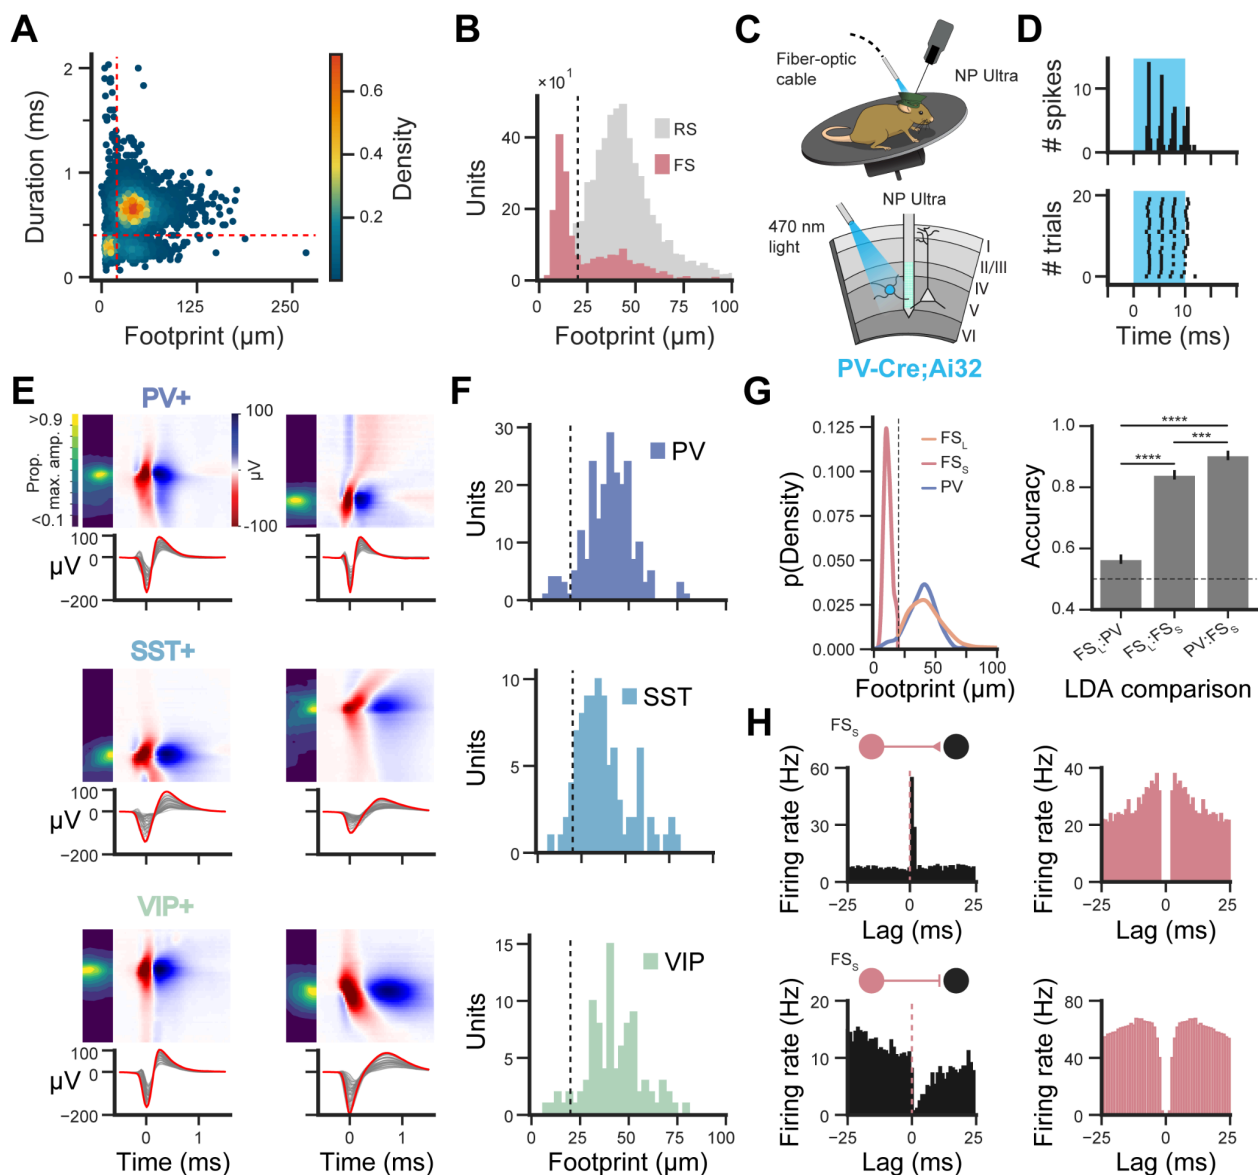 A
Duration (ms)
2
1
0
0
125
250
Footprint (µm)
0.6
0.4
0.2
Density
B
×10¹
Units
40
20
0
RS
FS
0
25
50
75
100
Footprint (µm)
C
Fiber-optic
cable
NP Ultra
NP Ultra
470 nm
light
I
II/III
IV
V
VI
PV-Cre;Ai32
D
# spikes
10
0
# trials
20
0
0
10
Time (ms)
E
PV+
>0.9
Prop.
max. amp.
<0.1
100
µV
-100
100
µV
−200
SST+
100
µV
−200
VIP+
100
µV
−200
0
1
Time (ms)
0
1
Time (ms)
F
Units
30
20
10
0
PV
Units
10
5
0
SST
Units
15
10
5
0
VIP
0
25
50
75
100
Footprint (µm)
G
p(Density)
0.125
0.100
0.075
0.050
0.025
0.000
FSL
FSS
PV
0
50
100
Footprint (µm)
Accuracy
1.0
0.8
0.6
0.4
****
***
****
FSL:PV
FSL:FSS
PV:FSS
LDA comparison
H
FSS
Firing rate (Hz)
60
30
0
−25
0
25
Lag (ms)
Firing rate (Hz)
40
20
0
−25
0
25
Lag (ms)
FSS
Firing rate (Hz)
20
10
0
−25
0
25
Lag (ms)
Firing rate (Hz)
80
40
0
−25
0
25
Lag (ms)